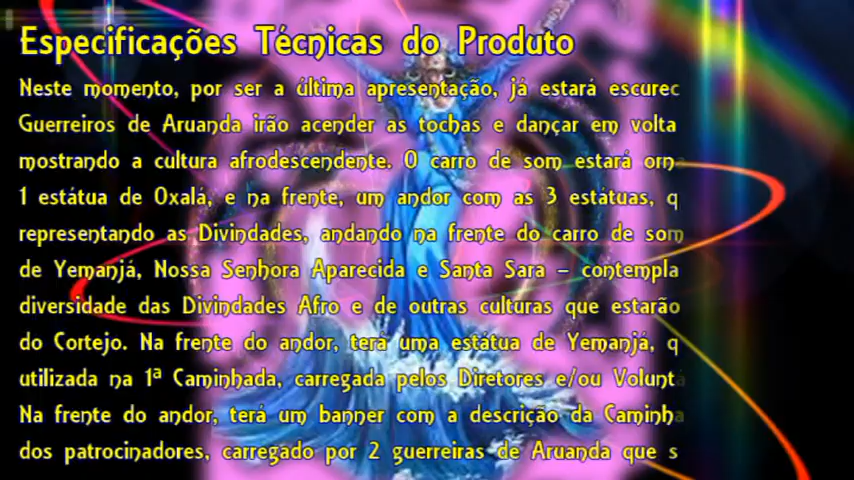 Especificações Técnicas do Produto
Neste momento, por ser a última apresentação, já estará escurec
Guerreiros de Aruanda irão acender as tochas e dançar em volta
mostrando a cultura afrodescendente. O carro de som estará orn
1 estátua de Oxalá, e na frente, um andor com as 3 estátuas, q
representando as Divindades, andando na frente do carro de som
de Yemanjá, Nossa Senhora Aparecida e Santa Sara – contempla
diversidade das Divindades Afro e de outras culturas que estarão
do Cortejo. Na frente do andor, terá uma estátua de Yemanjá, q
utilizada na 1ª Caminhada, carregada pelos Diretores e/ou Volunt
Na frente do andor, terá um banner com a descrição da Caminha
dos patrocinadores, carregado por 2 guerreiras de Aruanda que s